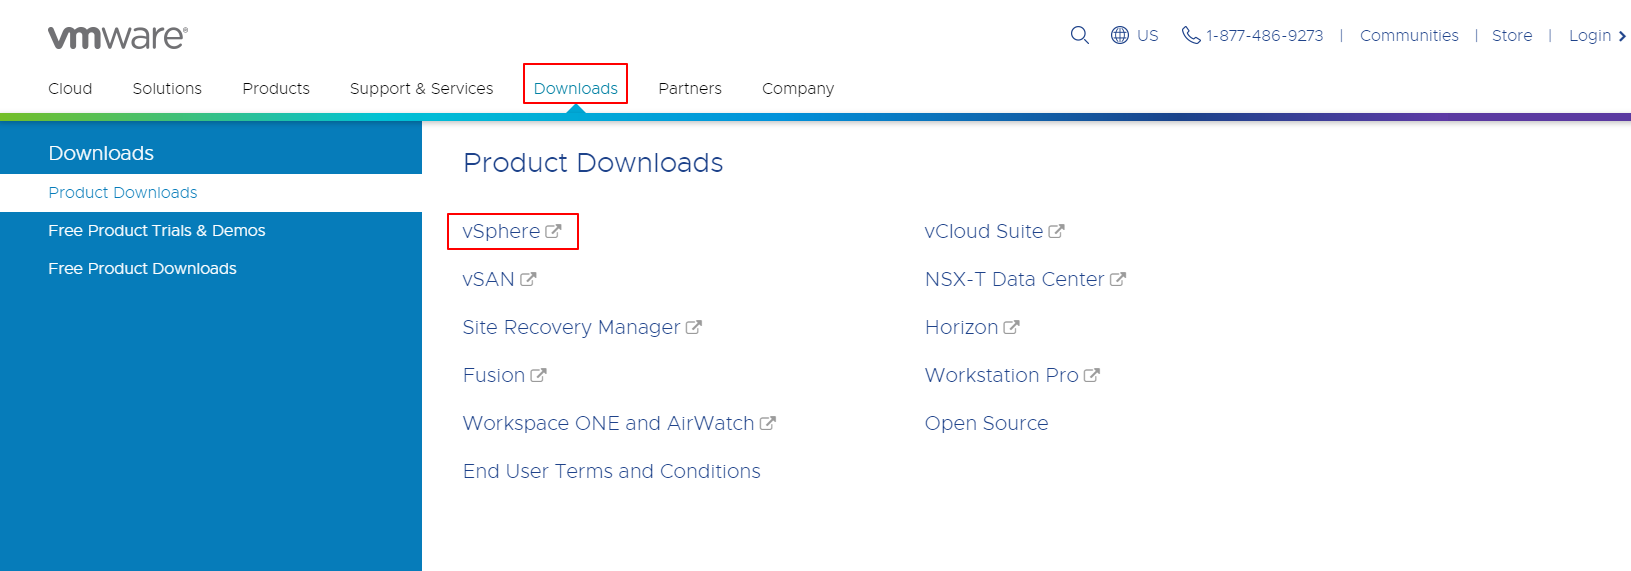 vmware®
US 1-877-486-9273 | Communities | Store | Login
Cloud Solutions Products Support & Services Downloads Partners Company
Downloads
Product Downloads
Free Product Trials & Demos
Free Product Downloads
Product Downloads
vSphere
vSAN
Site Recovery Manager
Fusion
Workspace ONE and AirWatch
End User Terms and Conditions
vCloud Suite
NSX-T Data Center
Horizon
Workstation Pro
Open Source